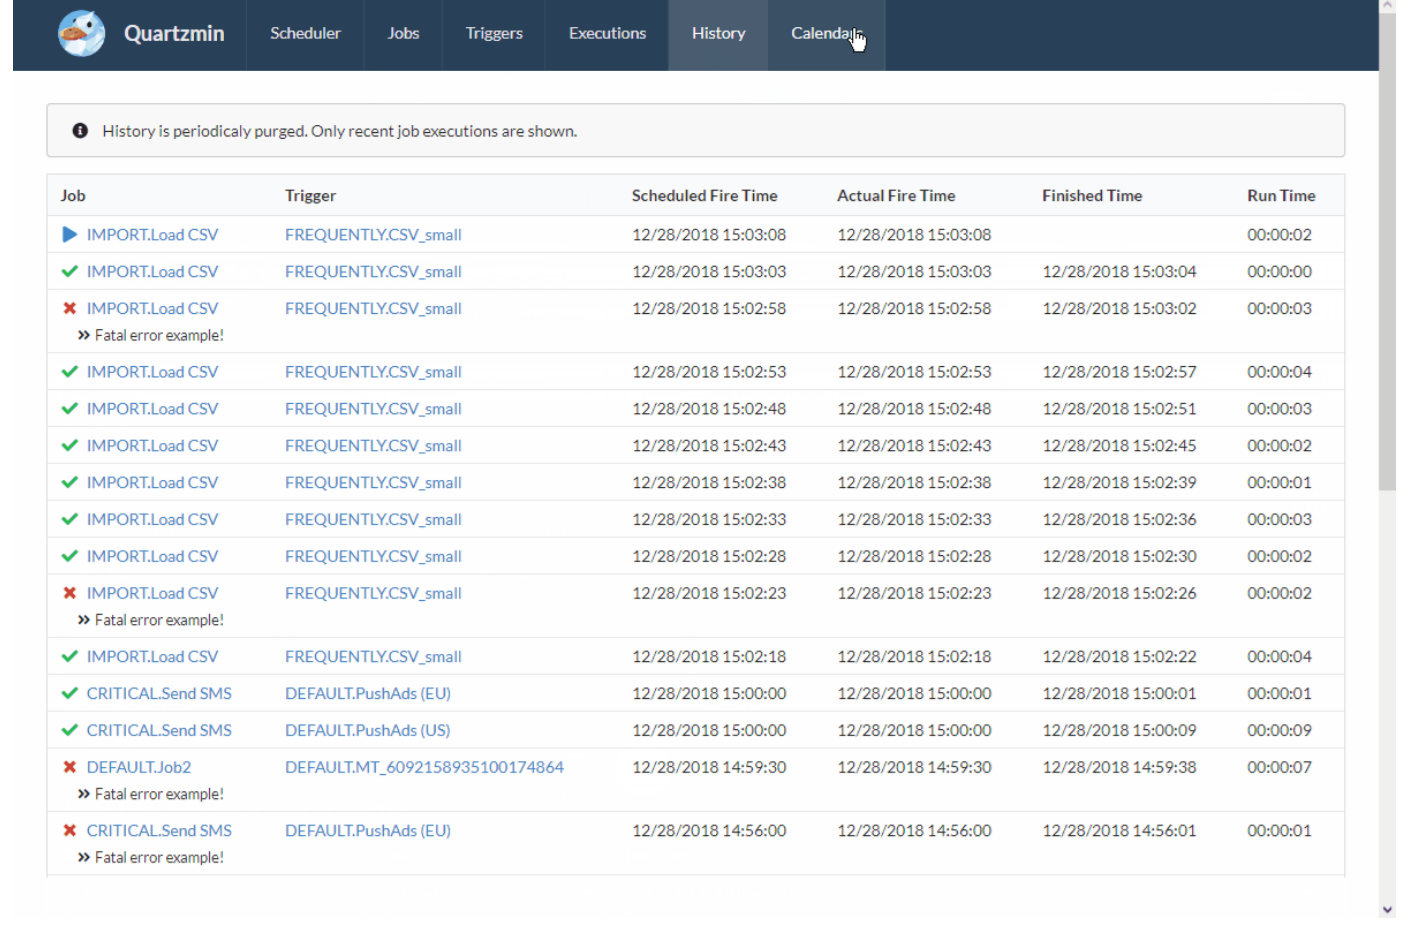 Quartzmin Scheduler Jobs Triggers Executions History Calendars
History is periodicaly purged. Only recent job executions are shown.
Job Trigger Scheduled Fire Time Actual Fire Time Finished Time Run Time
IMPORT.Load CSV FREQUENTLY.CSV_small 12/28/2018 15:03:08 12/28/2018 15:03:08 00:00:02
IMPORT.Load CSV FREQUENTLY.CSV_small 12/28/2018 15:03:03 12/28/2018 15:03:03 12/28/2018 15:03:04 00:00:00
IMPORT.Load CSV FREQUENTLY.CSV_small 12/28/2018 15:02:58 12/28/2018 15:02:58 12/28/2018 15:03:02 00:00:03
» Fatal error example!
IMPORT.Load CSV FREQUENTLY.CSV_small 12/28/2018 15:02:53 12/28/2018 15:02:53 12/28/2018 15:02:57 00:00:04
IMPORT.Load CSV FREQUENTLY.CSV_small 12/28/2018 15:02:48 12/28/2018 15:02:48 12/28/2018 15:02:51 00:00:03
IMPORT.Load CSV FREQUENTLY.CSV_small 12/28/2018 15:02:43 12/28/2018 15:02:43 12/28/2018 15:02:45 00:00:02
IMPORT.Load CSV FREQUENTLY.CSV_small 12/28/2018 15:02:38 12/28/2018 15:02:38 12/28/2018 15:02:39 00:00:01
IMPORT.Load CSV FREQUENTLY.CSV_small 12/28/2018 15:02:33 12/28/2018 15:02:33 12/28/2018 15:02:36 00:00:03
IMPORT.Load CSV FREQUENTLY.CSV_small 12/28/2018 15:02:28 12/28/2018 15:02:28 12/28/2018 15:02:30 00:00:02
IMPORT.Load CSV FREQUENTLY.CSV_small 12/28/2018 15:02:23 12/28/2018 15:02:23 12/28/2018 15:02:26 00:00:02
» Fatal error example!
IMPORT.Load CSV FREQUENTLY.CSV_small 12/28/2018 15:02:18 12/28/2018 15:02:18 12/28/2018 15:02:22 00:00:04
CRITICAL.Send SMS DEFAULT.PushAds (EU) 12/28/2018 15:00:00 12/28/2018 15:00:00 12/28/2018 15:00:01 00:00:01
CRITICAL.Send SMS DEFAULT.PushAds (US) 12/28/2018 15:00:00 12/28/2018 15:00:00 12/28/2018 15:00:09 00:00:09
DEFAULT.Job2 DEFAULT.MT_6092158935100174864 12/28/2018 14:59:30 12/28/2018 14:59:30 12/28/2018 14:59:38 00:00:07
» Fatal error example!
CRITICAL.Send SMS DEFAULT.PushAds (EU) 12/28/2018 14:56:00 12/28/2018 14:56:00 12/28/2018 14:56:01 00:00:01
» Fatal error example!